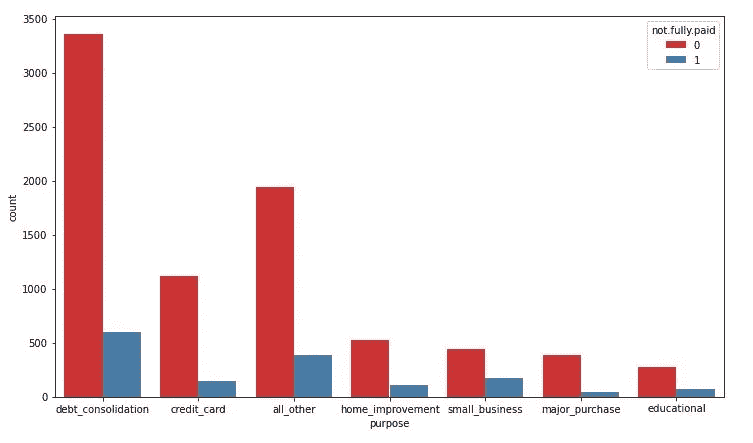 3500
3000
2500
2000
1500
1000
500
0
count
not.fully.paid
0
1
debt_consolidation credit_card all_other home_improvement small_business major_purchase educational
purpose